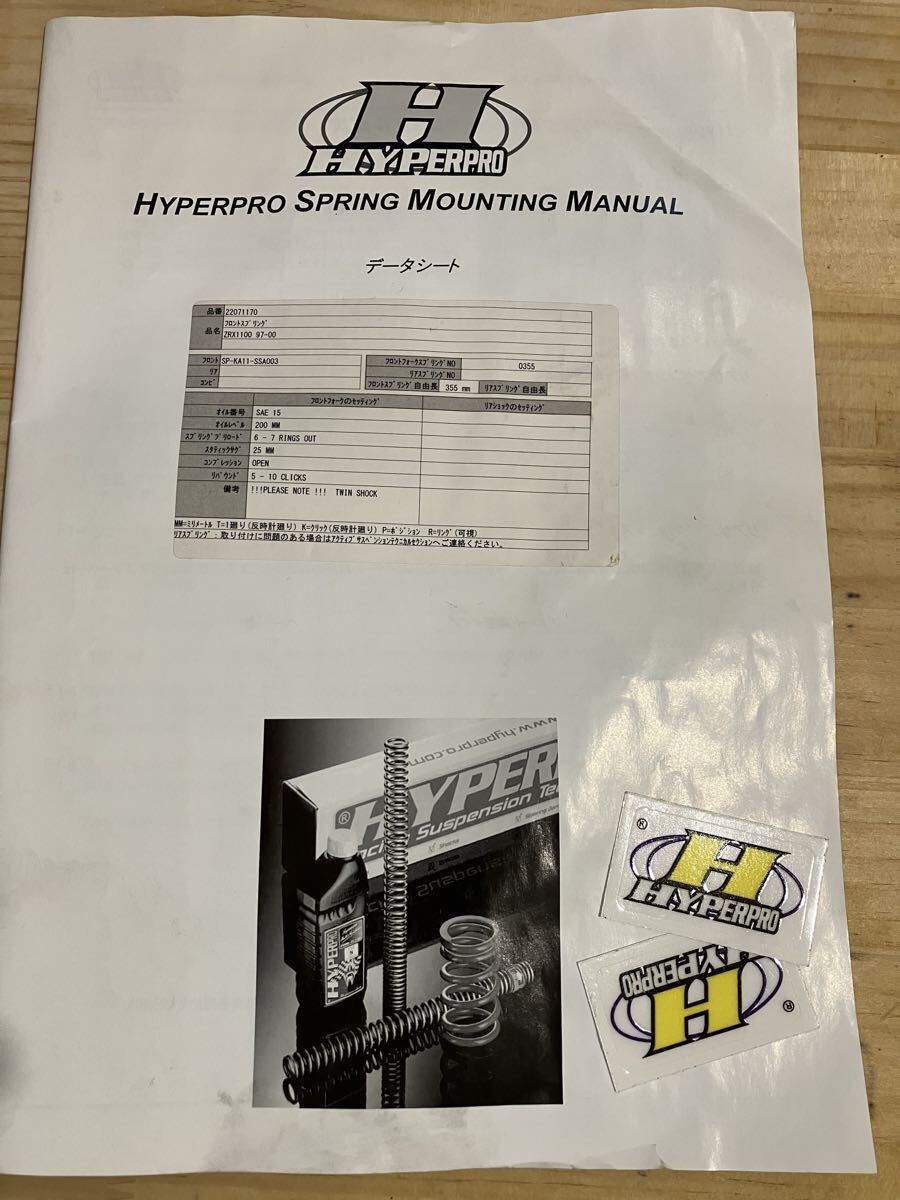 H
HYPERPRO
HYPERPRO SPRING MOUNTING MANUAL
データシート
品番 22071170
品名 フロントスプリング
ZRX1100 97-00
フロント SP-KA11-SSA003
リア
コンビ
フロントフォークスプリングNO 0355
リアスプリングNO
フロントスプリング自由長 355 mm リアスプリング自由長
フロントフォークのセッティング リアショックのセッティング
オイル番号 SAE 15
オイルレベル 200 MM
スプリングプリロード 6 - 7 RINGS OUT
スタティックサグ 25 MM
コンプレッション OPEN
リバウンド 5 - 10 CLICKS
備考 !!!PLEASE NOTE !!! TWIN SHOCK
MM=ミリメートル T=1廻り(反時計廻り) K=クリック(反時計廻り) P=ポジション R=リング(可視)
リアスプリング：取り付けに問題のある場合はアクティブサスペンションテクニカルセクションへご連絡ください。
www.hyperpro.com
® HYPER
Racing Suspension Tec
Shocks
HYPERPRO
®
H
HYPERPRO
HYPERPRO
H
®